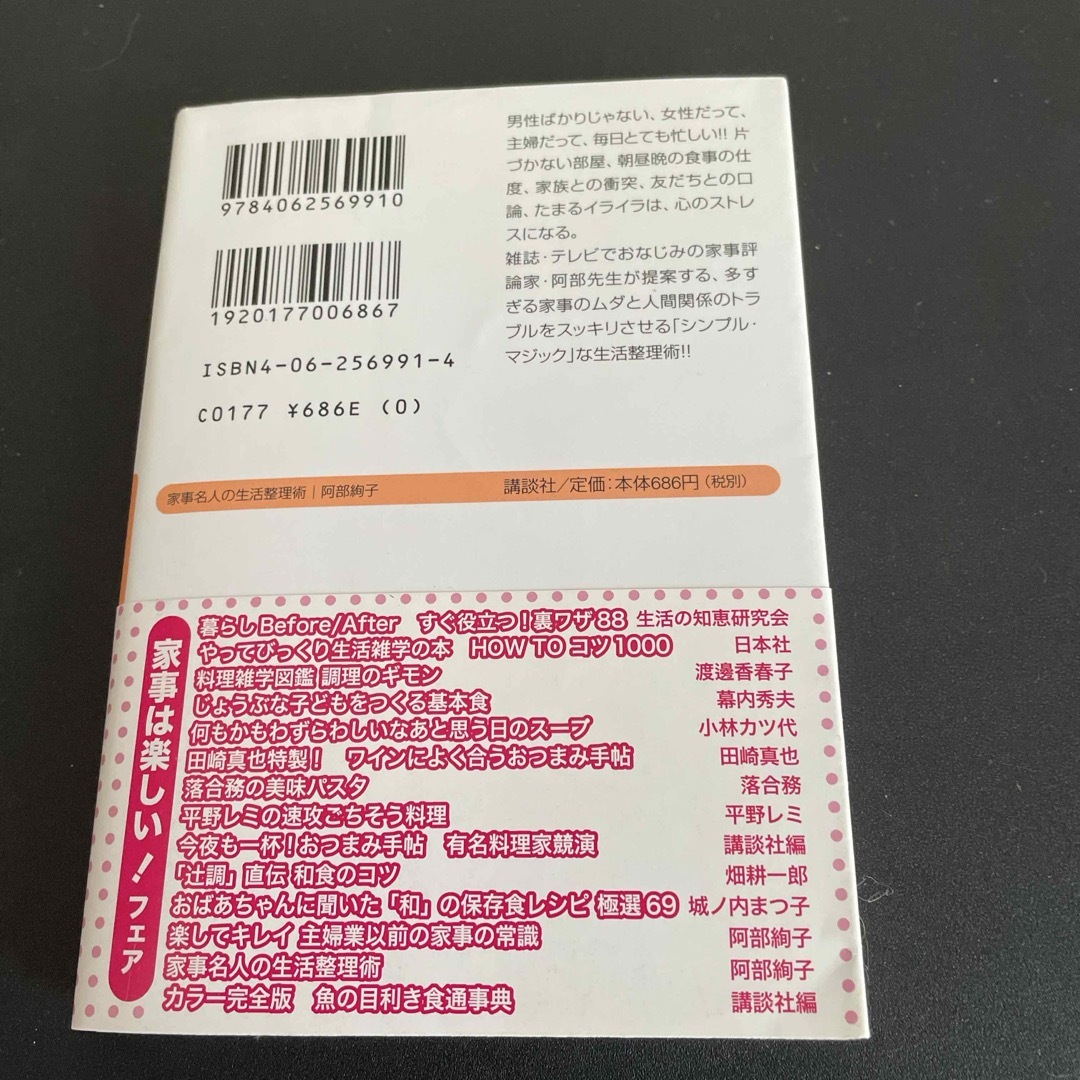 9784062569910
1920177006867
ISBN4-06-256991-4
C0177 ¥686E (0)
男性ばかりじゃない、女性だって、
主婦だって、毎日とても忙しい!! 片
づかない部屋、朝昼晩の食事の仕
度、家族との衝突、友だちとの口
論、たまるイライラは、心のストレ
スになる。
雑誌・テレビでおなじみの家事評
論家・阿部先生が提案する、多す
ぎる家事のムダと人間関係のトラ
ブルをスッキリさせる「シンプル・
マジック」な生活整理術!!
家事名人の生活整理術｜阿部絢子 講談社/定価:本体686円(税別)
家事は楽しい!フェア
暮らしBefore/After すぐ役立つ!裏ワザ88 生活の知恵研究会
やってびっくり生活雑学の本 HOW TO コツ1000 日本社
料理雑学図鑑 調理のギモン 渡邊香春子
じょうぶな子どもをつくる基本食 幕内秀夫
何もかもわずらわしいなあと思う日のスープ 小林カツ代
田崎真也特製! ワインによく合うおつまみ手帖 田崎真也
落合務の美味パスタ 落合務
平野レミの速攻ごちそう料理 平野レミ
今夜も一杯!おつまみ手帖 有名料理家競演 講談社編
「辻調」直伝 和食のコツ 畑耕一郎
おばあちゃんに聞いた「和」の保存食レシピ 極選69 城ノ内まつ子
楽してキレイ 主婦業以前の家事の常識 阿部絢子
家事名人の生活整理術 阿部絢子
カラー完全版 魚の目利き食通事典 講談社編